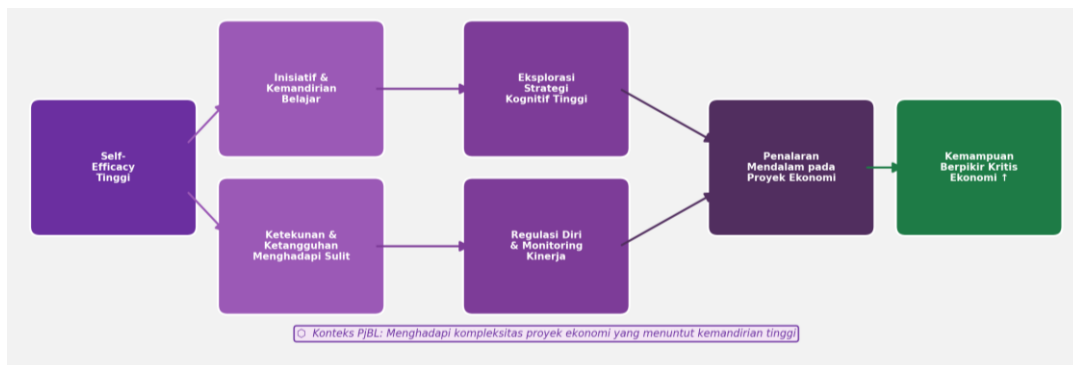 Self-
Efficacy
Tinggi
Inisiatif &
Kemandirian
Belajar
Ketekunan &
Ketangguhan
Menghadapi Sulit
Eksplorasi
Strategi
Kognitif Tinggi
Regulasi Diri
& Monitoring
Kinerja
Penalaran
Mendalam pada
Proyek Ekonomi
Kemampuan
Berpikir Kritis
Ekonomi ↑
⬡ Konteks PJBL: Menghadapi kompleksitas proyek ekonomi yang menuntut kemandirian tinggi